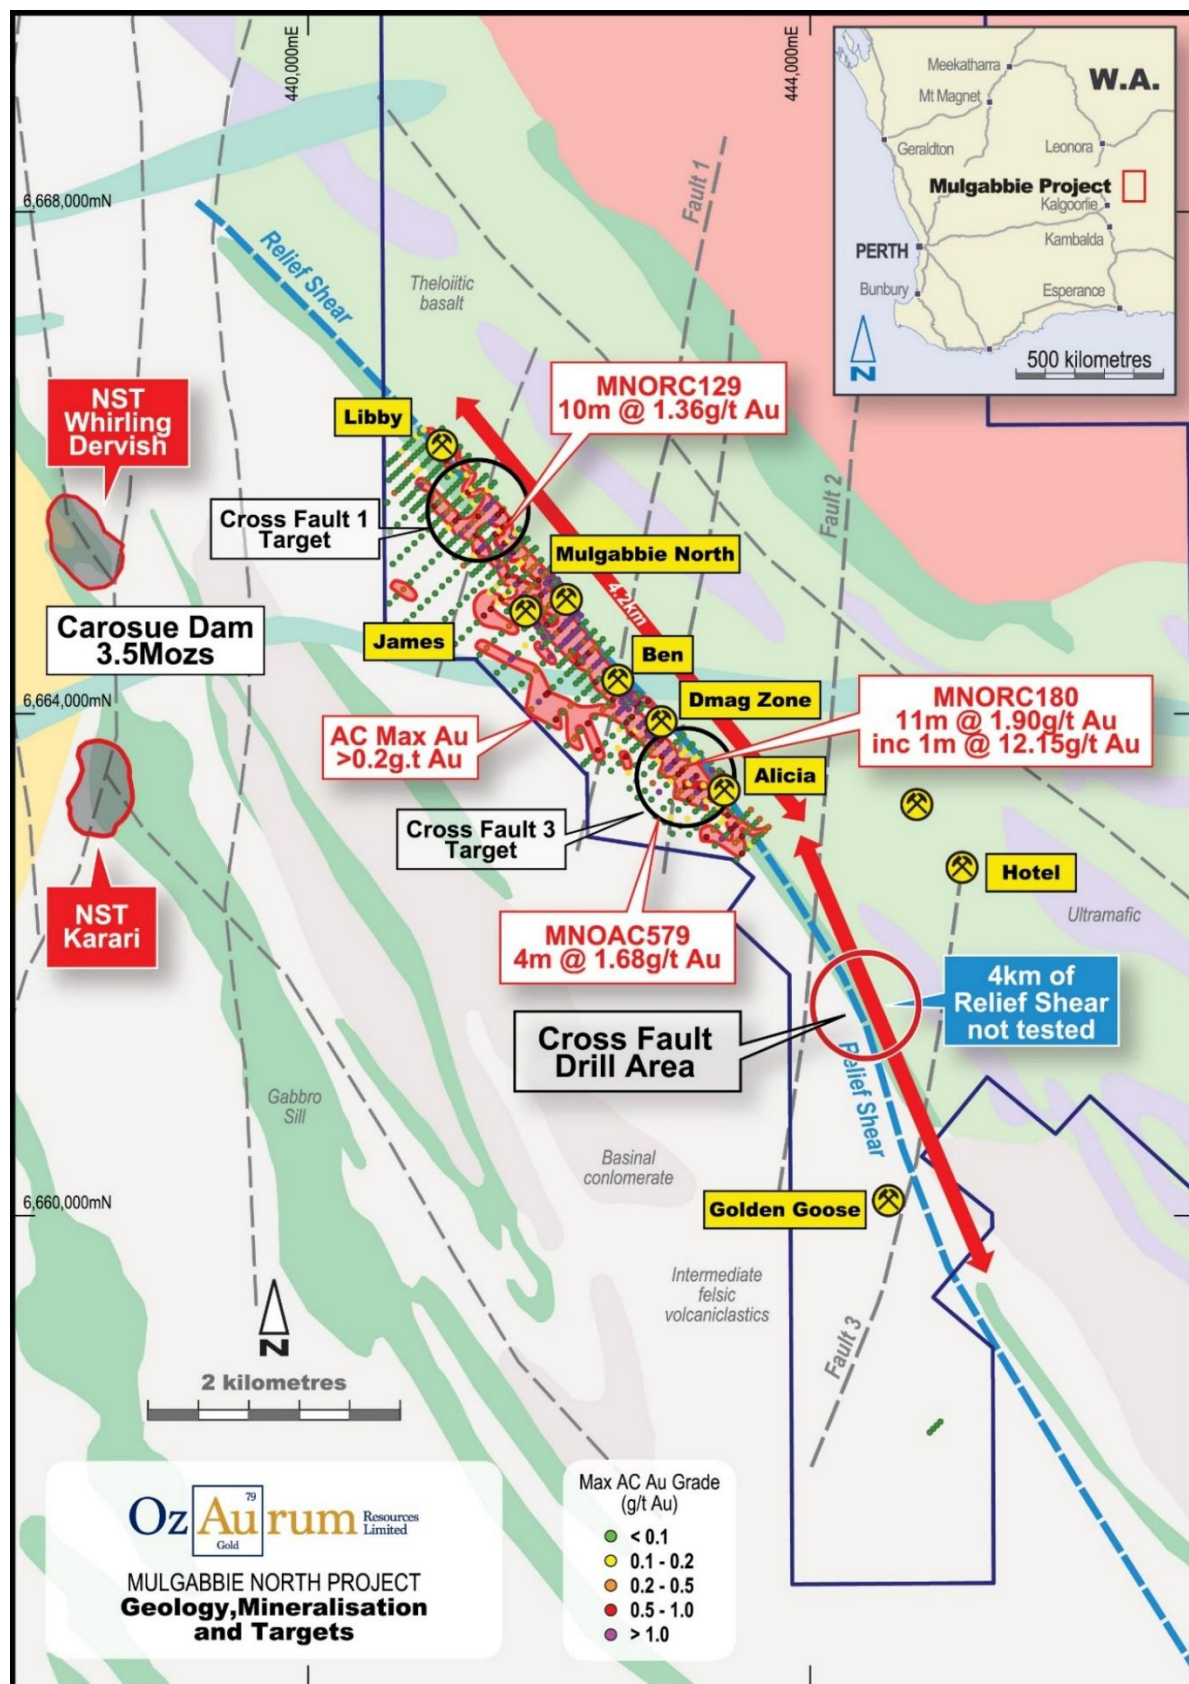 440,000mE
444,000mE
W.A.
Meekatharra
Mt Magnet
Geraldton
Leonora
Mulgabbie Project
Kalgoorlie
PERTH
Kambalda
Bunbury
Esperance
N
500 kilometres
6,668,000mN
Fault 1
Relief Shear
Theloiitic
basalt
Fault 2
NST
Whirling
Dervish
Libby
MNORC129
10m @ 1.36g/t Au
Cross Fault 1
Target
Mulgabbie North
4.2km
Carosue Dam
3.5Mozs
James
Ben
6,664,000mN
Dmag Zone
AC Max Au
>0.2g.t Au
MNORC180
11m @ 1.90g/t Au
inc 1m @ 12.15g/t Au
Alicia
Cross Fault 3
Target
Hotel
NST
Karari
MNOAC579
4m @ 1.68g/t Au
Ultramafic
4km of
Relief Shear
not tested
Cross Fault
Drill Area
Relief Shear
Gabbro
Sill
Basinal
conlomerate
6,660,000mN
Golden Goose
Intermediate
felsic
volcaniclastics
Fault 3
N
2 kilometres
79
Oz Aurum Resources
Limited
Gold
MULGABBIE NORTH PROJECT
Geology,Mineralisation
and Targets
Max AC Au Grade
(g/t Au)
< 0.1
0.1 - 0.2
0.2 - 0.5
0.5 - 1.0
> 1.0